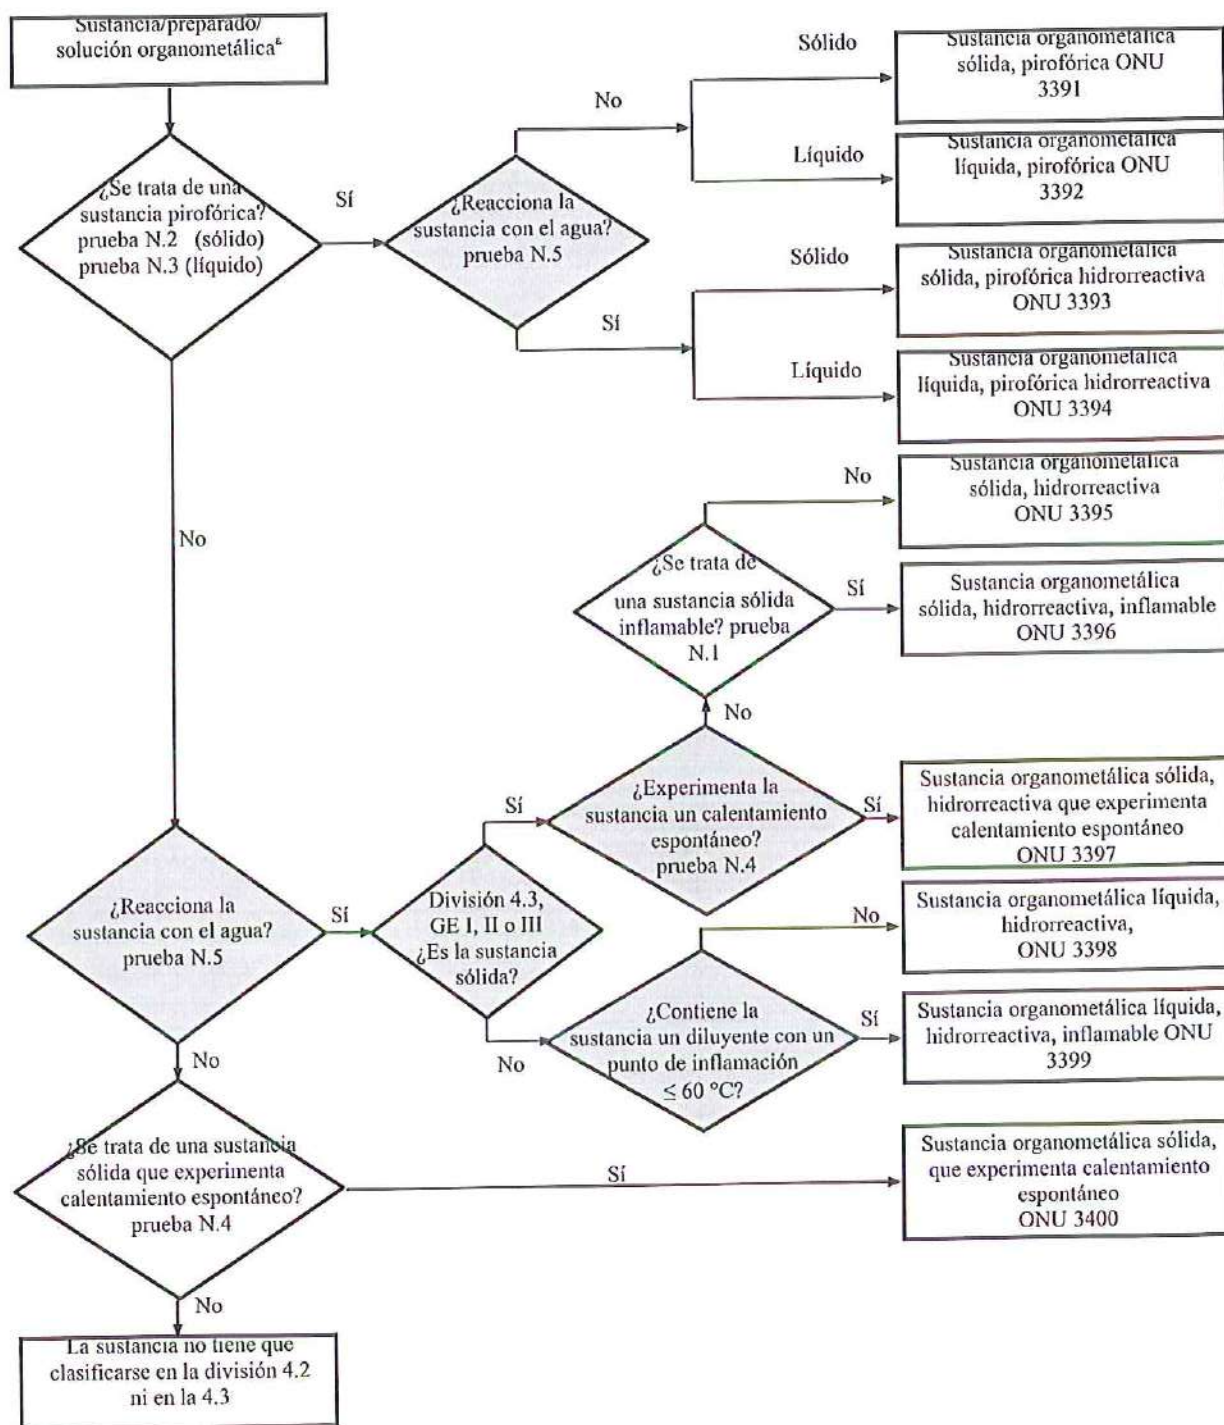 Sustancia/preparado/
solución organometálica
¿Se trata de una
sustancia pirofórica?
prueba N.2 (sólido)
prueba N.3 (líquido)
Sí
¿Reacciona la
sustancia con el agua?
prueba N.5
No
Sólido
Sustancia organometálica
sólida, pirofórica ONU
3391
Líquido
Sustancia organometálica
líquida, pirofórica ONU
3392
Sí
Sólido
Sustancia organometálica
sólida, pirofórica hidrorreactiva
ONU 3393
Líquido
Sustancia organometálica
líquida, pirofórica hidrorreactiva
ONU 3394
No
No
Sustancia organometálica
sólida, hidrorreactiva
ONU 3395
¿Se trata de
una sustancia sólida
inflamable? prueba
N.1
Sí
Sustancia organometálica
sólida, hidrorreactiva, inflamable
ONU 3396
No
¿Experimenta la
sustancia un calentamiento
espontáneo?
prueba N.4
Sí
Sustancia organometálica sólida,
hidrorreactiva que experimenta
calentamiento espontáneo
ONU 3397
Sí
¿Reacciona la
sustancia con el agua?
prueba N.5
Sí
División 4.3,
GE I, II o III
¿Es la sustancia
sólida?
No
Sustancia organometálica líquida,
hidrorreactiva,
ONU 3398
No
¿Contiene la
sustancia un diluyente con un
punto de inflamación
≤ 60 °C?
Sí
Sustancia organometálica líquida,
hidrorreactiva, inflamable ONU
3399
No
¿Se trata de una sustancia
sólida que experimenta
calentamiento espontáneo?
prueba N.4
Sí
Sustancia organometálica sólida,
que experimenta calentamiento
espontáneo
ONU 3400
No
La sustancia no tiene que
clasificarse en la división 4.2
ni en la 4.3